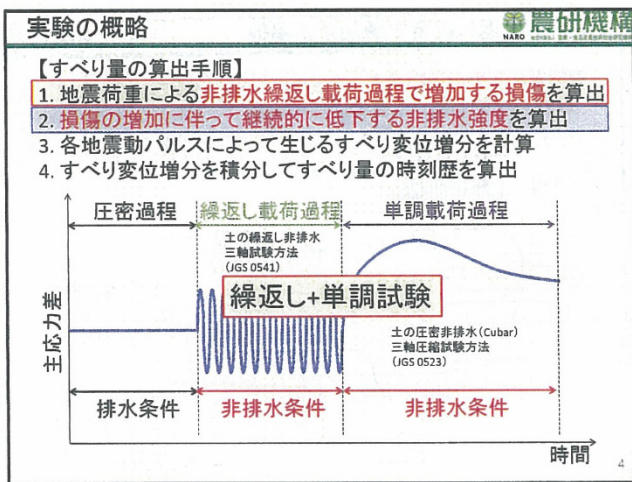 実験の概略
農研機構
NARO
【すべり量の算出手順】
1. 地震荷重による非排水繰返し載荷過程で増加する損傷を算出
2. 損傷の増加に伴って継続的に低下する非排水強度を算出
3. 各地震動パルスによって生じるすべり変位増分を計算
4. すべり変位増分を積分してすべり量の時刻歴を算出
圧密過程
繰返し載荷過程
単調載荷過程
土の繰返し非排水
三軸試験方法
(JGS 0541)
繰返し+単調試験
土の圧密非排水(Cubar)
三軸圧縮試験方法
(JGS 0523)
主応力差
排水条件
非排水条件
非排水条件
時間
4